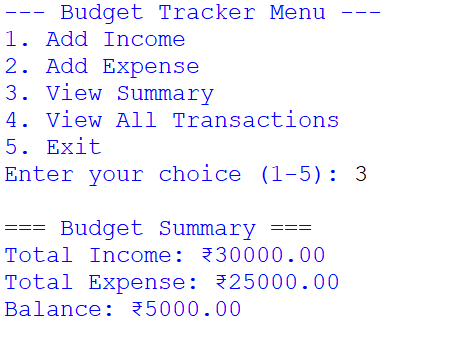 --- Budget Tracker Menu ---
1. Add Income
2. Add Expense
3. View Summary
4. View All Transactions
5. Exit
Enter your choice (1-5): 3
=== Budget Summary ===
Total Income: ₹30000.00
Total Expense: ₹25000.00
Balance: ₹5000.00